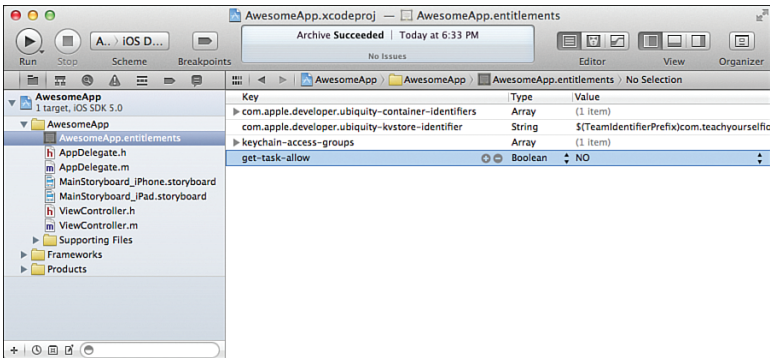 AwesomeApp.xcodeproj — AwesomeApp.entitlements
A.. › iOS D...
Archive Succeeded | Today at 6:33 PM
No Issues
Run Stop Scheme Breakpoints Editor View Organizer
AwesomeApp › AwesomeApp › AwesomeApp.entitlements › No Selection
AwesomeApp
1 target, iOS SDK 5.0
AwesomeApp
AwesomeApp.entitlements
h AppDelegate.h
m AppDelegate.m
MainStoryboard_iPhone.storyboard
MainStoryboard_iPad.storyboard
h ViewController.h
m ViewController.m
Supporting Files
Frameworks
Products
Key Type Value
com.apple.developer.ubiquity-container-identifiers Array (1 item)
com.apple.developer.ubiquity-kvstore-identifier String $(TeamIdentifierPrefix)com.teachyourselfio
keychain-access-groups Array (1 item)
get-task-allow Boolean NO